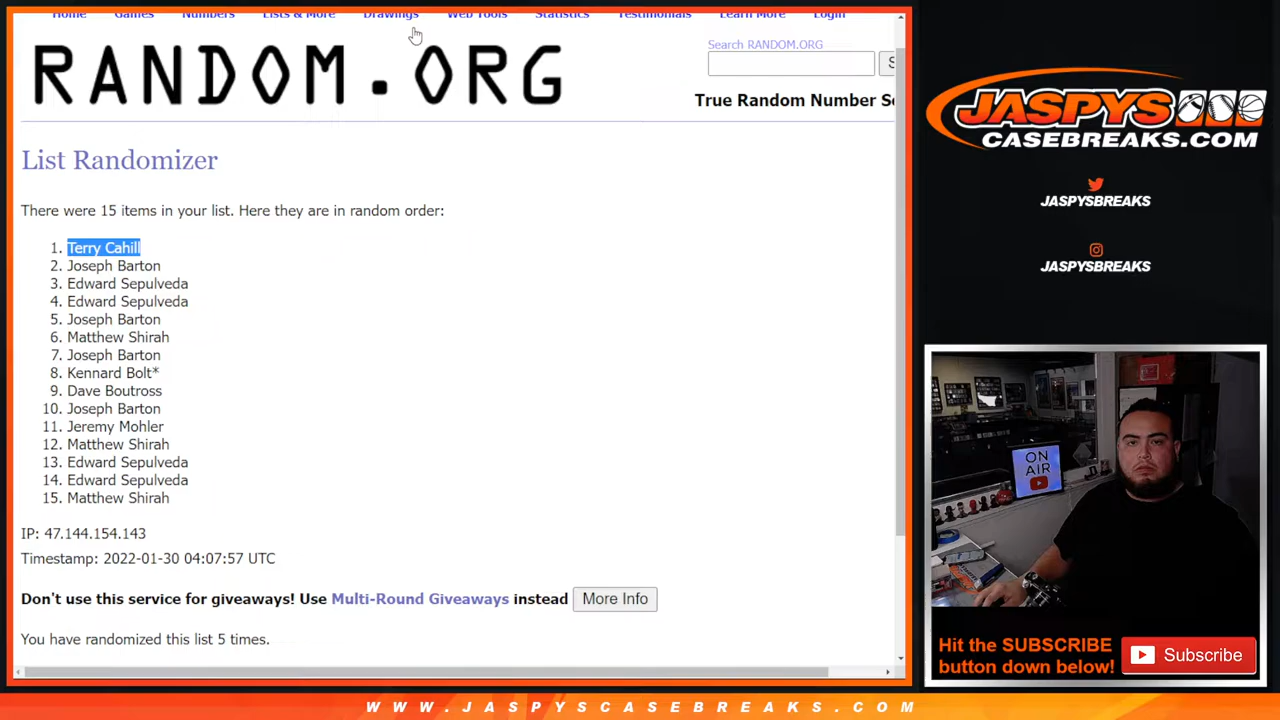 Home Games Numbers Lists & More Drawings Web Tools Statistics Testimonials Learn More Login
RANDOM.ORG
Search RANDOM.ORG
True Random Number
List Randomizer
There were 15 items in your list. Here they are in random order:
1. Terry Cahill
2. Joseph Barton
3. Edward Sepulveda
4. Edward Sepulveda
5. Joseph Barton
6. Matthew Shirah
7. Joseph Barton
8. Kennard Bolt*
9. Dave Boutross
10. Joseph Barton
11. Jeremy Mohler
12. Matthew Shirah
13. Edward Sepulveda
14. Edward Sepulveda
15. Matthew Shirah
IP: 47.144.154.143
Timestamp: 2022-01-30 04:07:57 UTC
Don't use this service for giveaways! Use Multi-Round Giveaways instead More Info
You have randomized this list 5 times.
JASPYS
CASEBREAKS.COM
JASPYSBREAKS
JASPYSBREAKS
ON
AIR
Hit the SUBSCRIBE
button down below!
Subscribe
WWW.JASPYSCASEBREAKS.COM